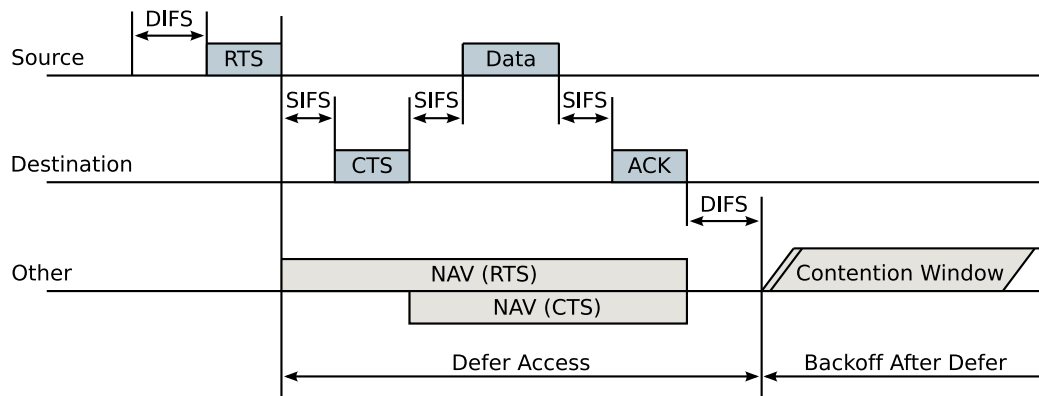 DIFS
Source
RTS
Data
SIFS
SIFS
SIFS
Destination
CTS
ACK
DIFS
Other
NAV (RTS)
Contention Window
NAV (CTS)
Defer Access
Backoff After Defer